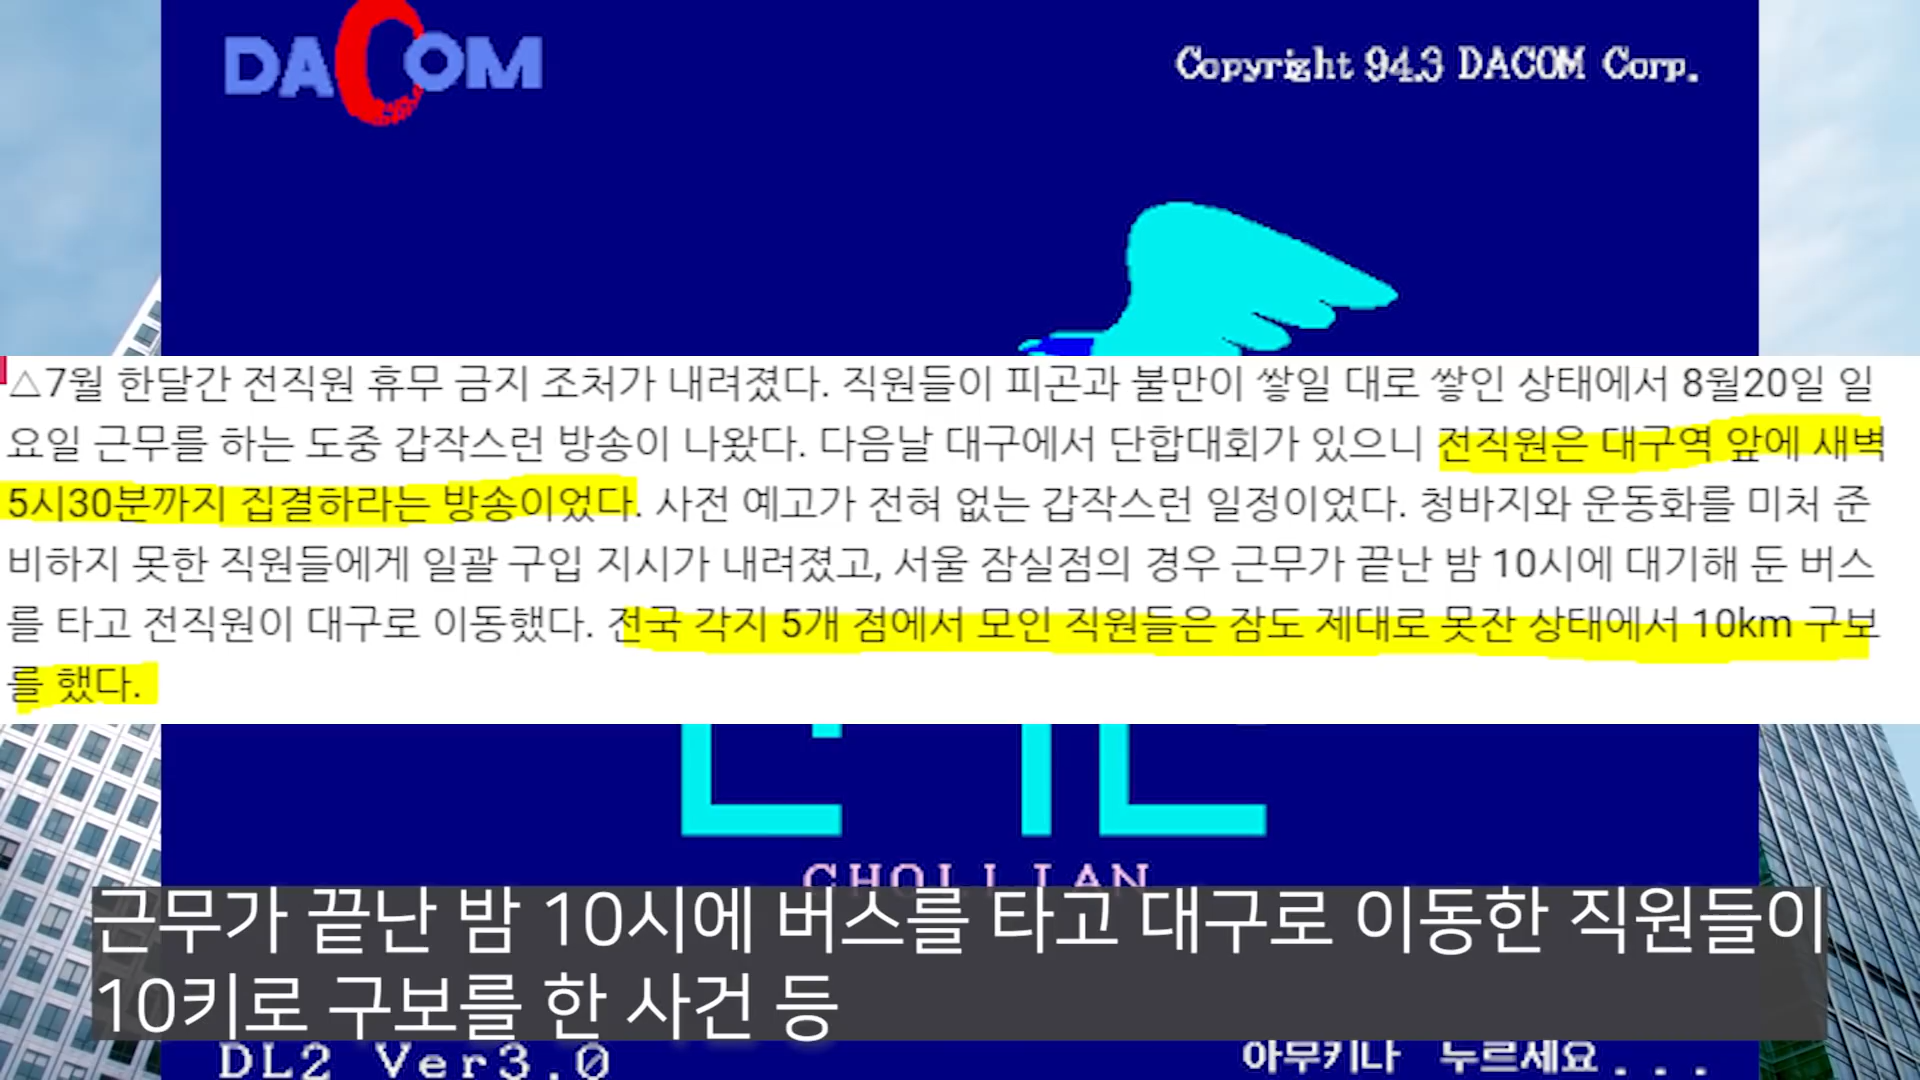 DACOM
Copyright 94.3 DACOM Corp.
△7월 한달간 전직원 휴무 금지 조처가 내려졌다. 직원들이 피곤과 불만이 쌓일 대로 쌓인 상태에서 8월20일 일
요일 근무를 하는 도중 갑작스런 방송이 나왔다. 다음날 대구에서 단합대회가 있으니 전직원은 대구역 앞에 새벽
5시30분까지 집결하라는 방송이었다. 사전 예고가 전혀 없는 갑작스런 일정이었다. 청바지와 운동화를 미처 준
비하지 못한 직원들에게 일괄 구입 지시가 내려졌고, 서울 잠실점의 경우 근무가 끝난 밤 10시에 대기해 둔 버스
를 타고 전직원이 대구로 이동했다. 전국 각지 5개 점에서 모인 직원들은 잠도 제대로 못잔 상태에서 10km 구보
를 했다.
CHOLLIAN
근무가 끝난 밤 10시에 버스를 타고 대구로 이동한 직원들이
10키로 구보를 한 사건 등
DL2 Ver3.0
아무키나 누르세요...